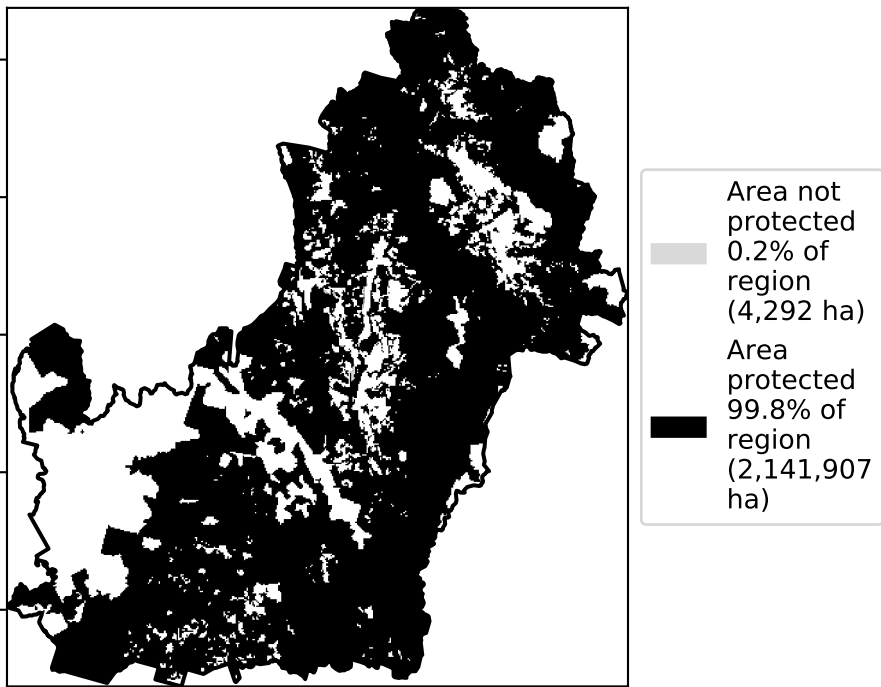 Area not
protected
0.2% of
region
(4,292 ha)
Area
protected
99.8% of
region
(2,141,907
ha)